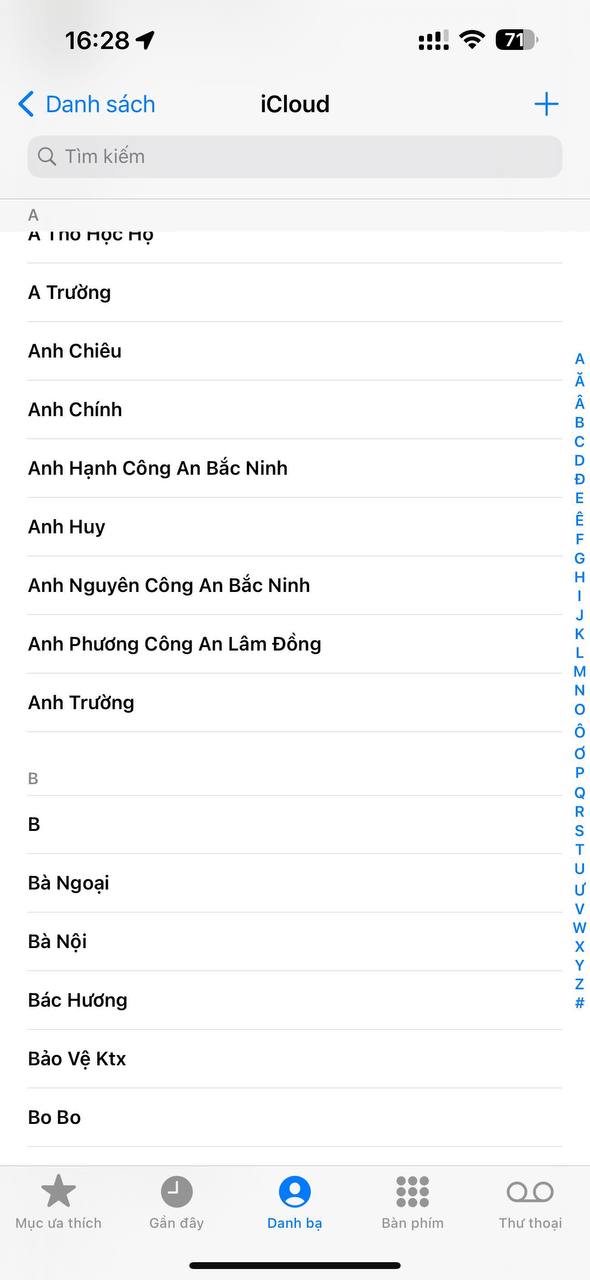 16:28
71
Danh sách
iCloud
Tìm kiếm
A
A Thọ Học Hộ
A Trường
Anh Chiêu
Anh Chính
Anh Hạnh Công An Bắc Ninh
Anh Huy
Anh Nguyên Công An Bắc Ninh
Anh Phương Công An Lâm Đồng
Anh Trường
B
B
Bà Ngoại
Bà Nội
Bác Hương
Bảo Vệ Ktx
Bo Bo
A
Ă
Â
B
C
D
Đ
E
Ê
F
G
H
I
J
K
L
M
N
O
Ô
Ơ
P
Q
R
S
T
U
Ư
V
W
X
Y
Z
#
Mục ưa thích
Gần đây
Danh bạ
Bàn phím
Thư thoại